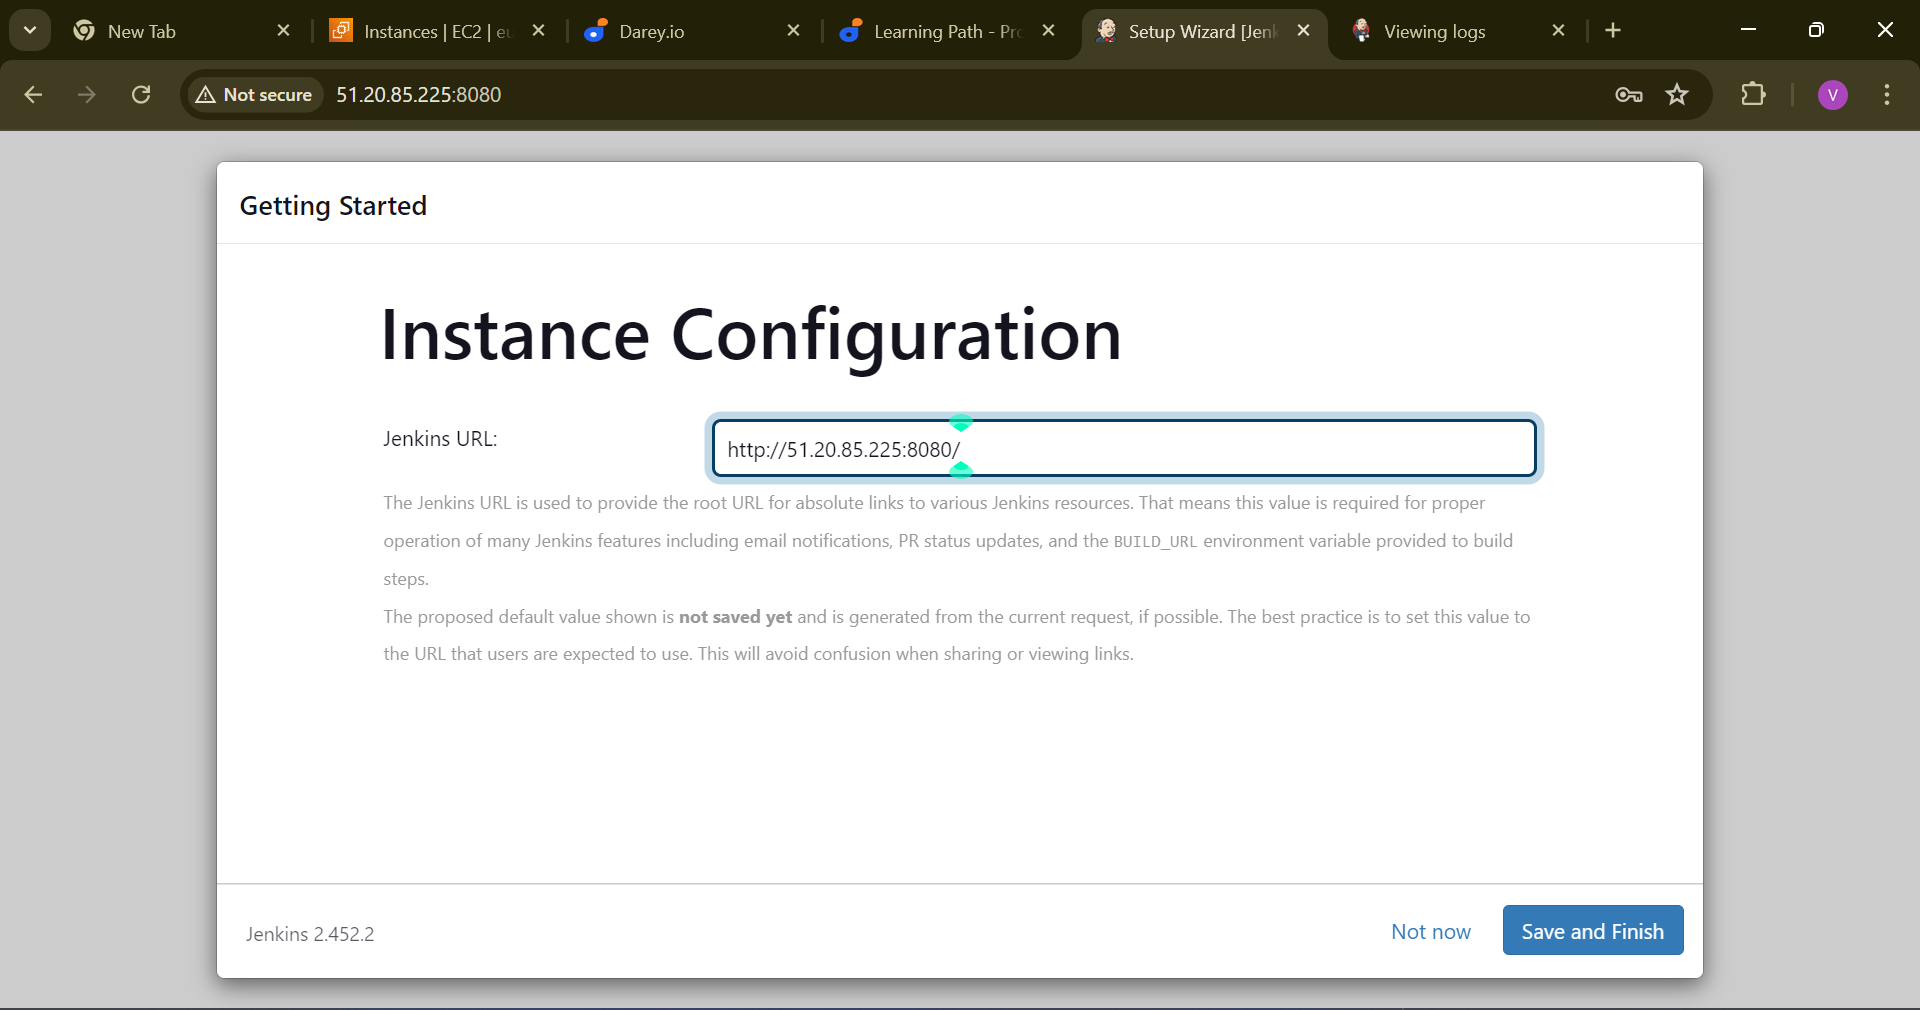 New Tab
Instances | EC2 | eu
Darey.io
Learning Path - Pro
Setup Wizard [Jenk
Viewing logs
Not secure
51.20.85.225:8080
V
Getting Started
Instance Configuration
Jenkins URL:
http://51.20.85.225:8080/
The Jenkins URL is used to provide the root URL for absolute links to various Jenkins resources. That means this value is required for proper
operation of many Jenkins features including email notifications, PR status updates, and the BUILD_URL environment variable provided to build
steps.
The proposed default value shown is not saved yet and is generated from the current request, if possible. The best practice is to set this value to
the URL that users are expected to use. This will avoid confusion when sharing or viewing links.
Jenkins 2.452.2
Not now
Save and Finish